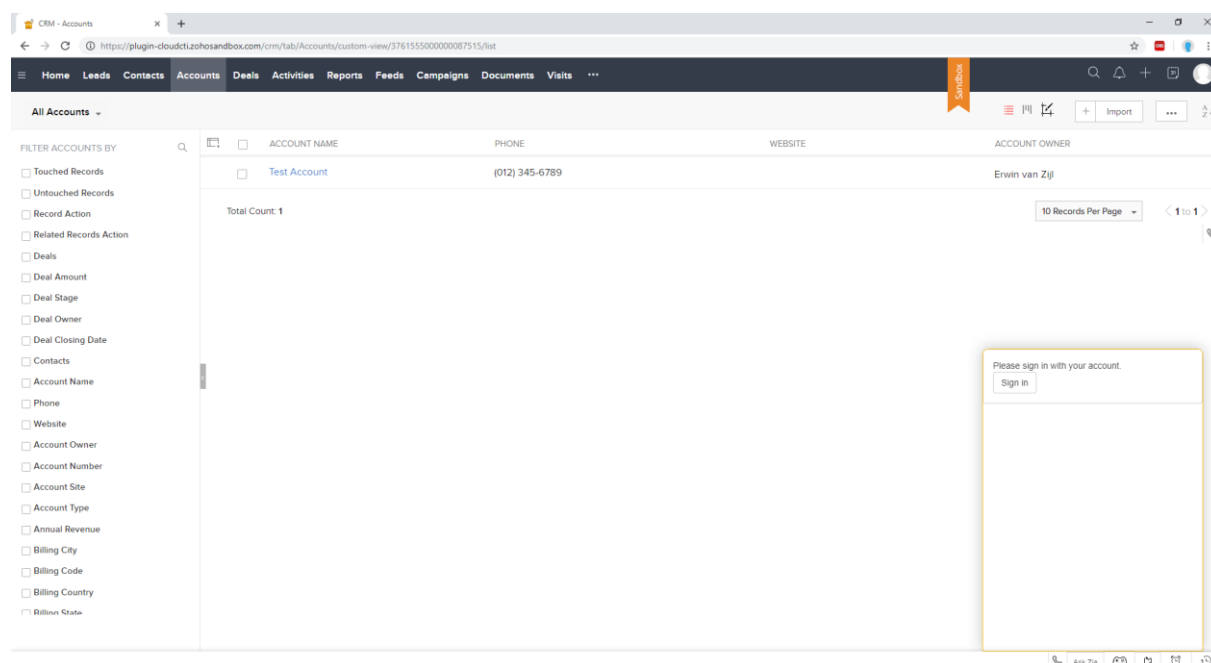 CRM - Accounts
https://plugin-cloudcti.zohosandbox.com/crm/tab/Accounts/custom-view/3761555000000087515/list
Home Leads Contacts Accounts Deals Activities Reports Feeds Campaigns Documents Visits ...
Sandbox
All Accounts
Import
FILTER ACCOUNTS BY
ACCOUNT NAME PHONE WEBSITE ACCOUNT OWNER
Touched Records
Test Account (012) 345-6789 Erwin van Zijl
Untouched Records
Record Action
Total Count: 1
10 Records Per Page
1 to 1
Related Records Action
Deals
Deal Amount
Deal Stage
Deal Owner
Deal Closing Date
Contacts
Account Name
Phone
Website
Account Owner
Account Number
Account Site
Account Type
Annual Revenue
Billing City
Billing Code
Billing Country
Billing State
Please sign in with your account.
Sign in
Ask Zia